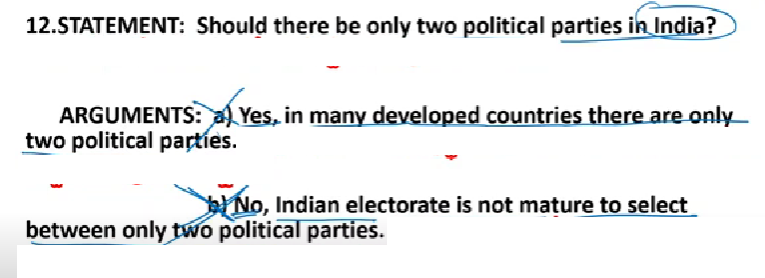 12.STATEMENT: Should there be only two political parties in India?
ARGUMENTS: a) Yes, in many developed countries there are only
two political parties.
b) No, Indian electorate is not mature to select
between only two political parties.